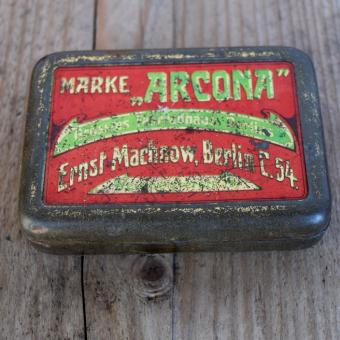 MARKE „ARCONA"
Ernst Machnow, Berlin C.54.